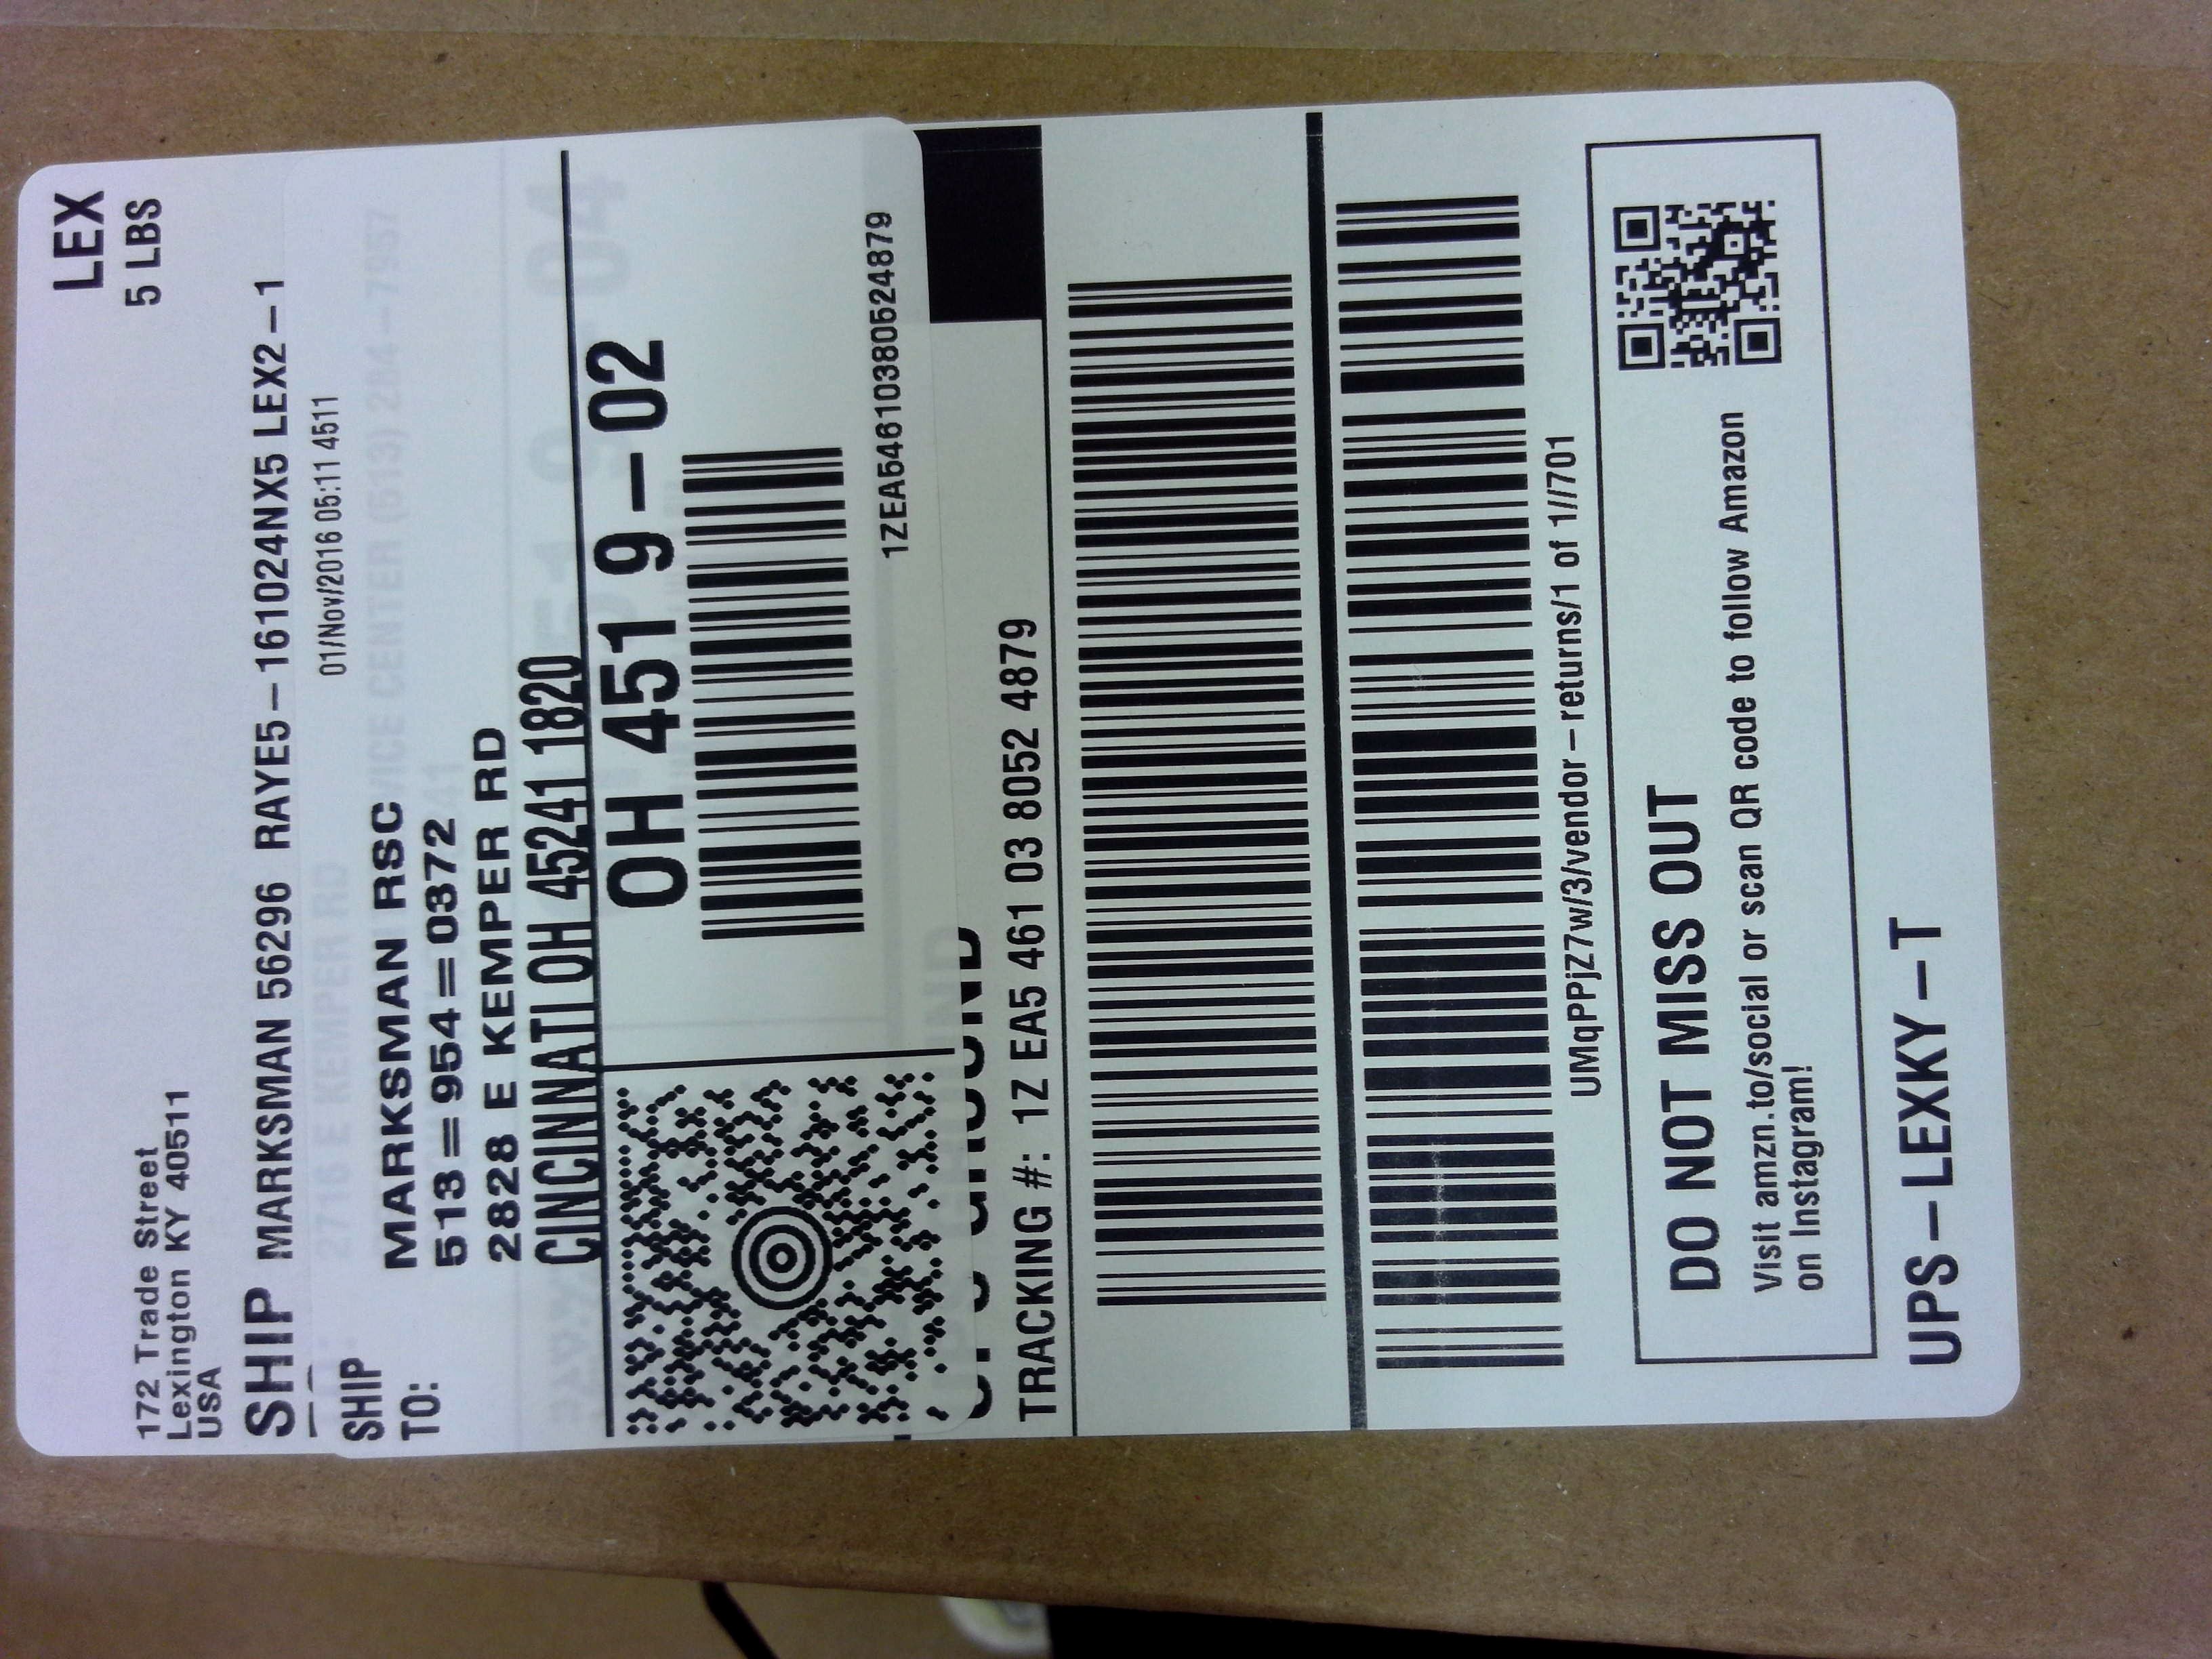 LEX
5 LBS
172 Trade Street
Lexington KY 40511
USA
SHIP MARKSMAN 56296 RAYE5-161024NX5 LEX2-1
2716 E KEMPER RD
01/Nov/2016 05:11 4511
SHIP
TO:
MARKSMAN RSC
513=954=0372
2828 E KEMPER RD
CINCINNATI OH 45241 1820
OH 451 9-02
1ZEA54610380524879
TRACKING #: 1Z EA5 461 03 8052 4879
UMqPPjZ7w/3/vendor-returns/1 of 1//701
DO NOT MISS OUT
Visit amzn.to/social or scan QR code to follow Amazon
on Instagram!
UPS-LEXKY-T